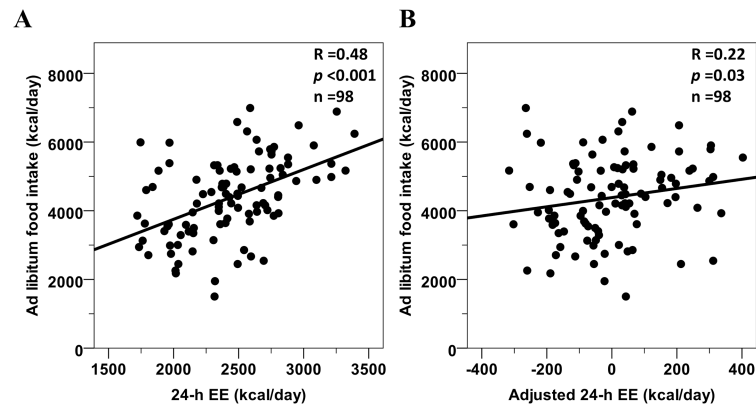 A
R =0.48
p <0.001
n =98
8000
6000
4000
2000
0
1500 2000 2500 3000 3500
24-h EE (kcal/day)
Ad libitum food intake (kcal/day)
B
R =0.22
p =0.03
n =98
8000
6000
4000
2000
0
-400 -200 0 200 400
Adjusted 24-h EE (kcal/day)
Ad libitum food intake (kcal/day)